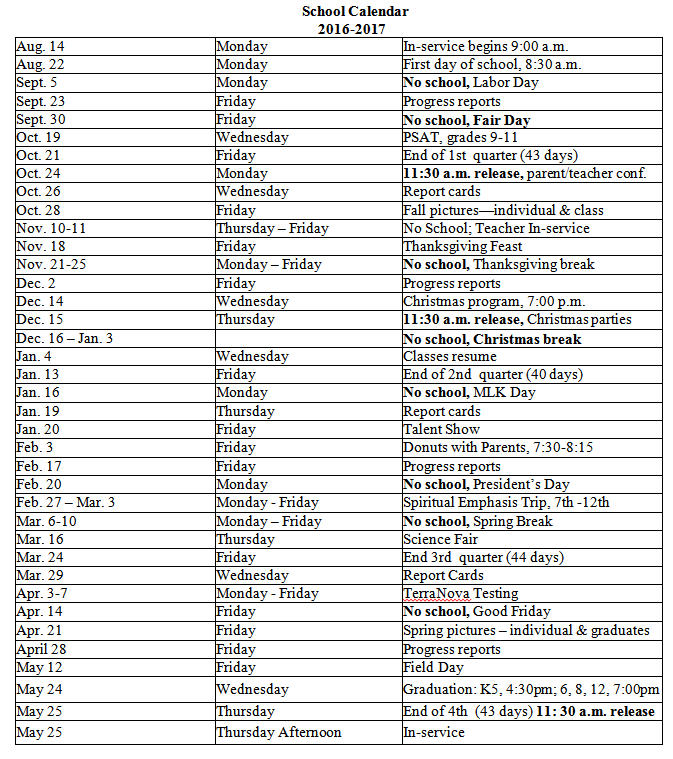 School Calendar
2016-2017
Aug. 14 Monday In-service begins 9:00 a.m.
Aug. 22 Monday First day of school, 8:30 a.m.
Sept. 5 Monday No school, Labor Day
Sept. 23 Friday Progress reports
Sept. 30 Friday No school, Fair Day
Oct. 19 Wednesday PSAT, grades 9-11
Oct. 21 Friday End of 1st quarter (43 days)
Oct. 24 Monday 11:30 a.m. release, parent/teacher conf.
Oct. 26 Wednesday Report cards
Oct. 28 Friday Fall pictures—individual & class
Nov. 10-11 Thursday – Friday No School; Teacher In-service
Nov. 18 Friday Thanksgiving Feast
Nov. 21-25 Monday – Friday No school, Thanksgiving break
Dec. 2 Friday Progress reports
Dec. 14 Wednesday Christmas program, 7:00 p.m.
Dec. 15 Thursday 11:30 a.m. release, Christmas parties
Dec. 16 – Jan. 3 No school, Christmas break
Jan. 4 Wednesday Classes resume
Jan. 13 Friday End of 2nd quarter (40 days)
Jan. 16 Monday No school, MLK Day
Jan. 19 Thursday Report cards
Jan. 20 Friday Talent Show
Feb. 3 Friday Donuts with Parents, 7:30-8:15
Feb. 17 Friday Progress reports
Feb. 20 Monday No school, President’s Day
Feb. 27 – Mar. 3 Monday - Friday Spiritual Emphasis Trip, 7th -12th
Mar. 6-10 Monday – Friday No school, Spring Break
Mar. 16 Thursday Science Fair
Mar. 24 Friday End 3rd quarter (44 days)
Mar. 29 Wednesday Report Cards
Apr. 3-7 Monday - Friday TerraNova Testing
Apr. 14 Friday No school, Good Friday
Apr. 21 Friday Spring pictures – individual & graduates
April 28 Friday Progress reports
May 12 Friday Field Day
May 24 Wednesday Graduation: K5, 4:30pm; 6, 8, 12, 7:00pm
May 25 Thursday End of 4th (43 days) 11: 30 a.m. release
May 25 Thursday Afternoon In-service